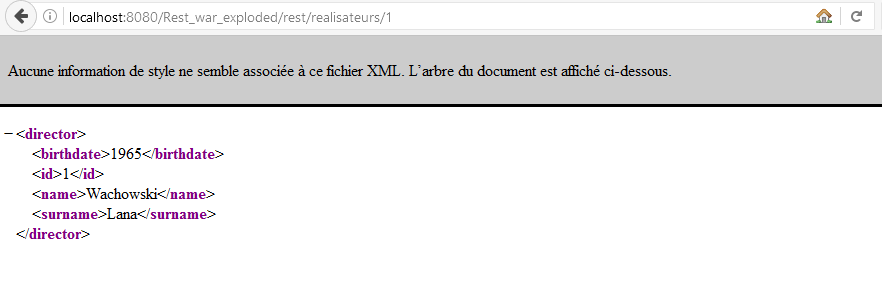 localhost:8080/Rest_war_exploded/rest/realisateurs/1
Aucune information de style ne semble associée à ce fichier XML. L’arbre du document est affiché ci-dessous.
−<director>
<birthdate>1965</birthdate>
<id>1</id>
<name>Wachowski</name>
<surname>Lana</surname>
</director>